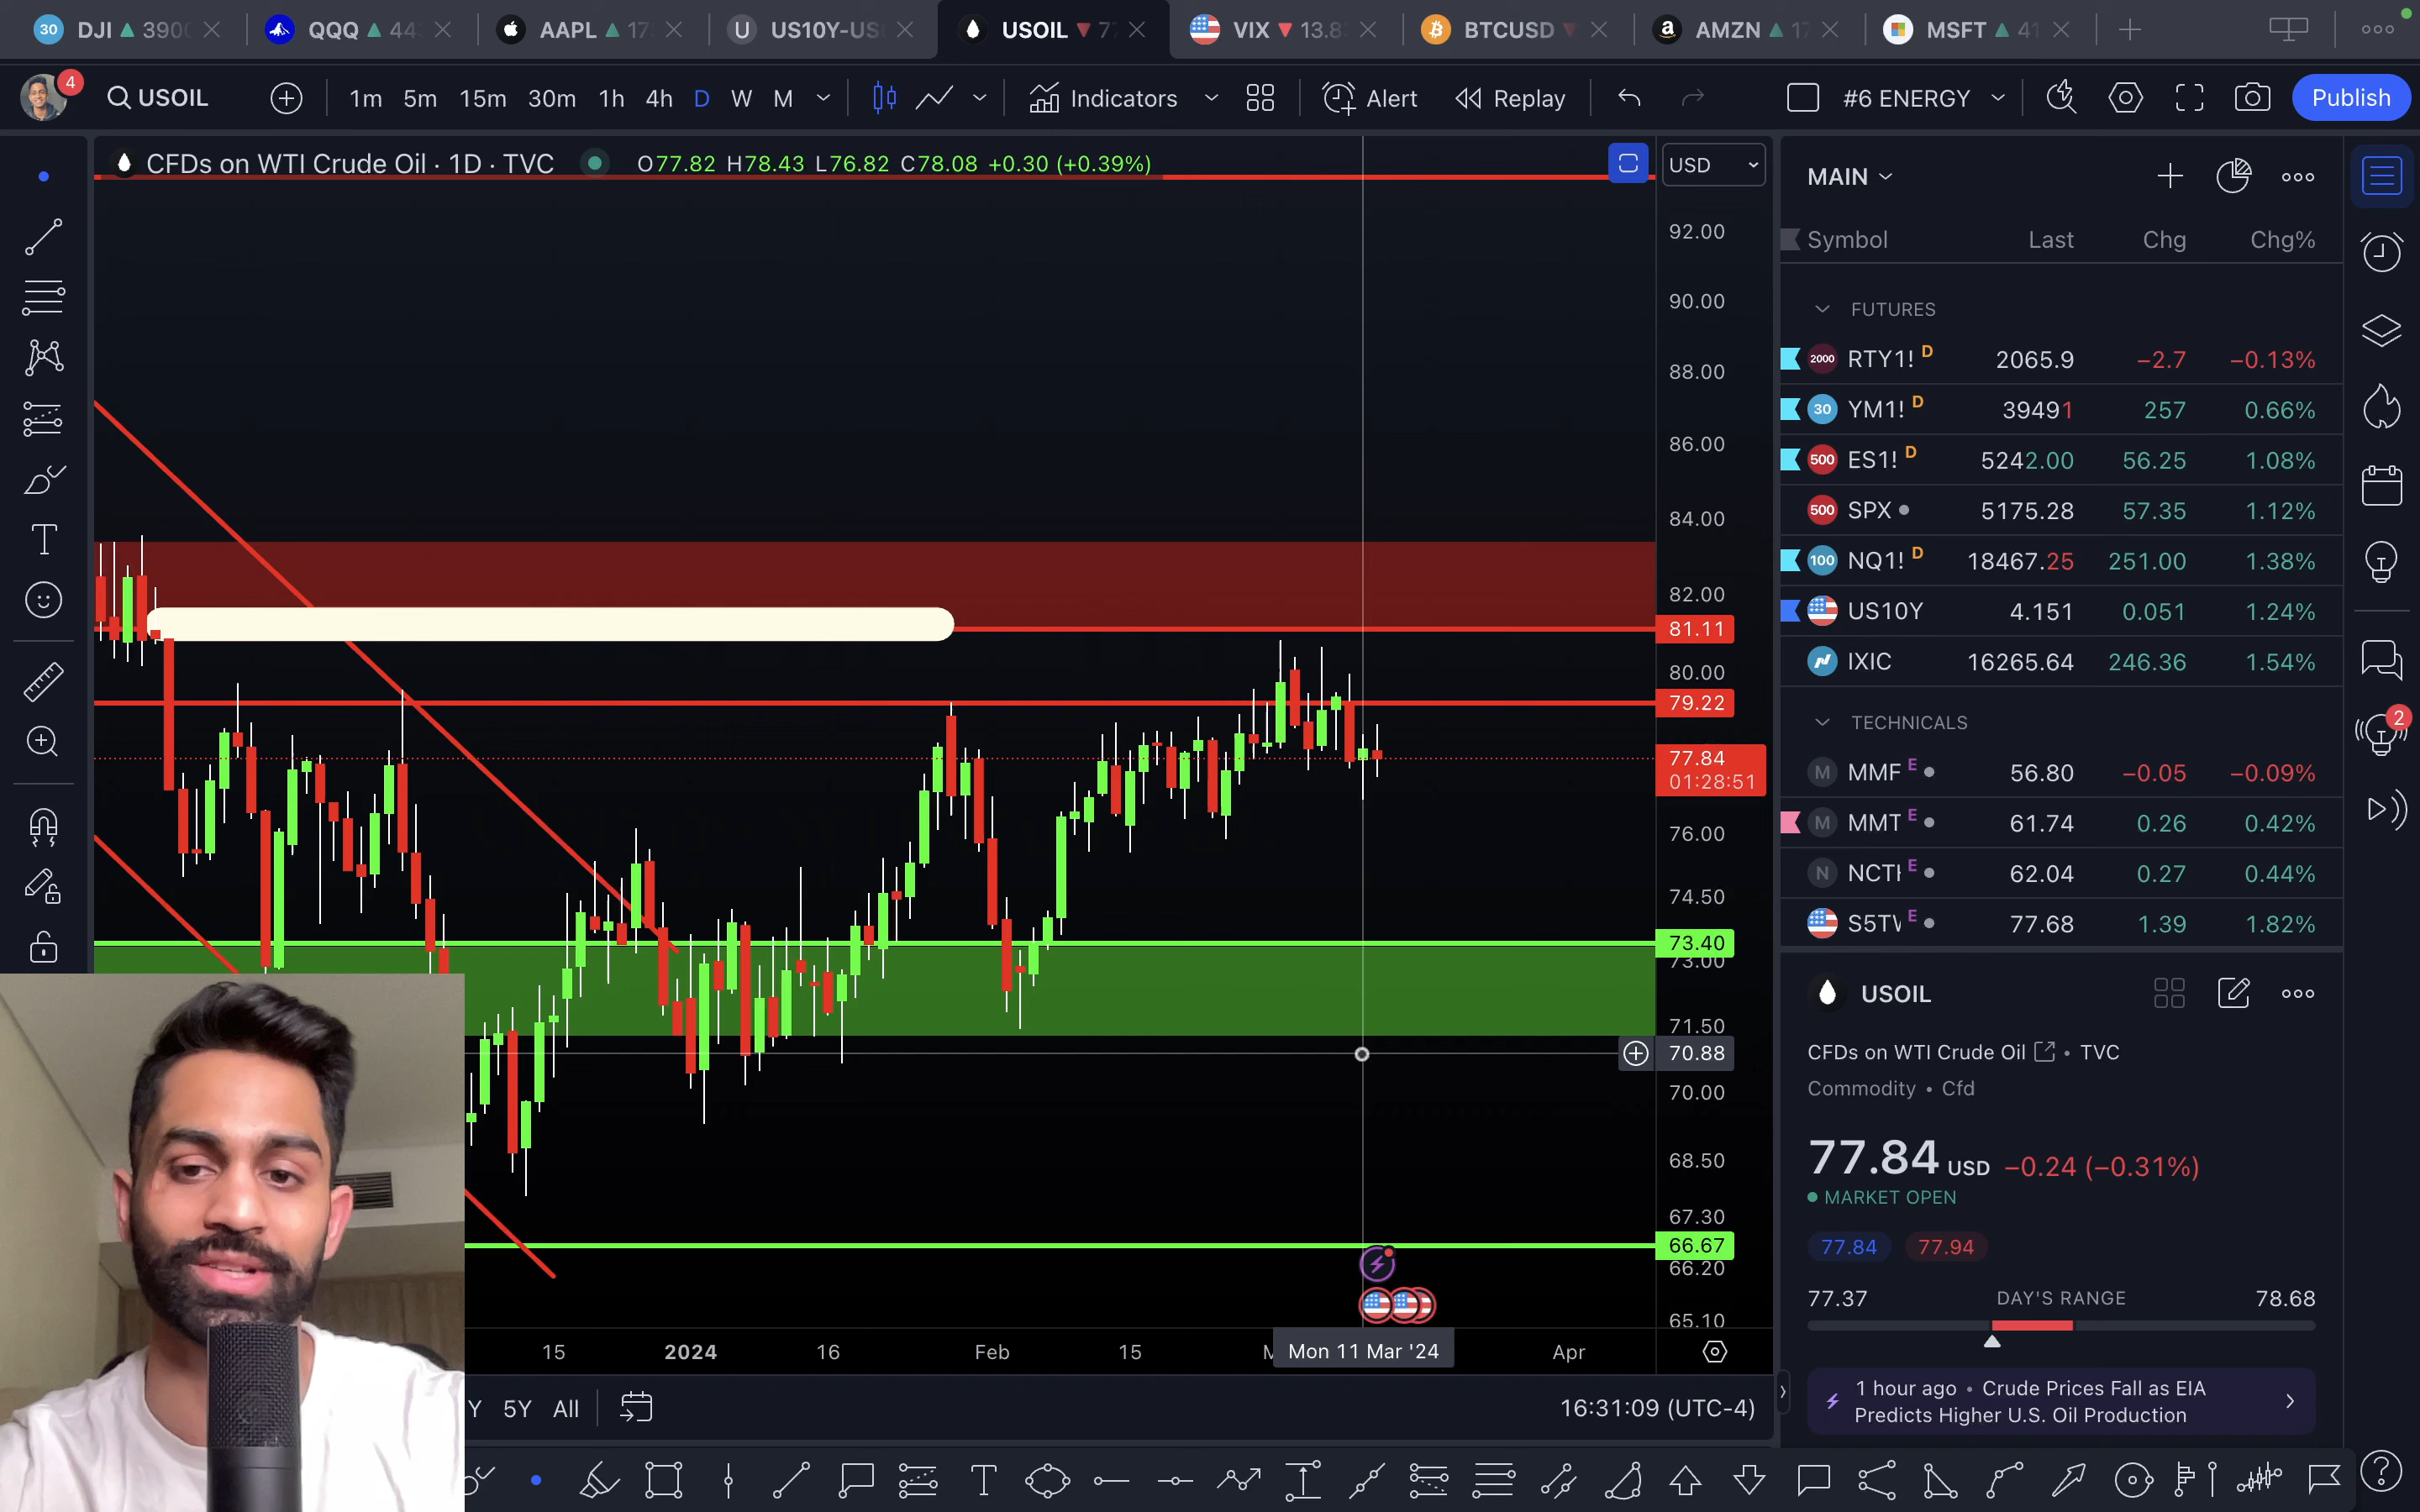 30 DJI 390 QQQ 44 AAPL 17 U US10Y-US USOIL 7 VIX 13.8 BTCUSD AMZN 17 MSFT 41
4 USOIL 1m 5m 15m 30m 1h 4h D W M Indicators Alert Replay #6 ENERGY Publish
CFDs on WTI Crude Oil · 1D · TVC O77.82 H78.43 L76.82 C78.08 +0.30 (+0.39%)
USD
92.00
90.00
88.00
86.00
84.00
82.00
81.11
80.00
79.22
77.84
01:28:51
76.00
74.50
73.40
73.00
71.50
70.88
70.00
68.50
67.30
66.67
66.20
65.10
15 2024 16 Feb 15 Mon 11 Mar '24 Apr
Y 5Y All 16:31:09 (UTC-4)
MAIN
Symbol Last Chg Chg%
FUTURES
2000 RTY1! D 2065.9 −2.7 −0.13%
30 YM1! D 39491 257 0.66%
500 ES1! D 5242.00 56.25 1.08%
500 SPX 5175.28 57.35 1.12%
100 NQ1! D 18467.25 251.00 1.38%
US10Y 4.151 0.051 1.24%
IXIC 16265.64 246.36 1.54%
TECHNICALS
M MMF E 56.80 −0.05 −0.09%
M MMT E 61.74 0.26 0.42%
N NCTH E 62.04 0.27 0.44%
S5TW E 77.68 1.39 1.82%
2
USOIL
CFDs on WTI Crude Oil • TVC
Commodity • Cfd
77.84 USD −0.24 (−0.31%)
MARKET OPEN
77.84 77.94
77.37 DAY'S RANGE 78.68
1 hour ago • Crude Prices Fall as EIA
Predicts Higher U.S. Oil Production